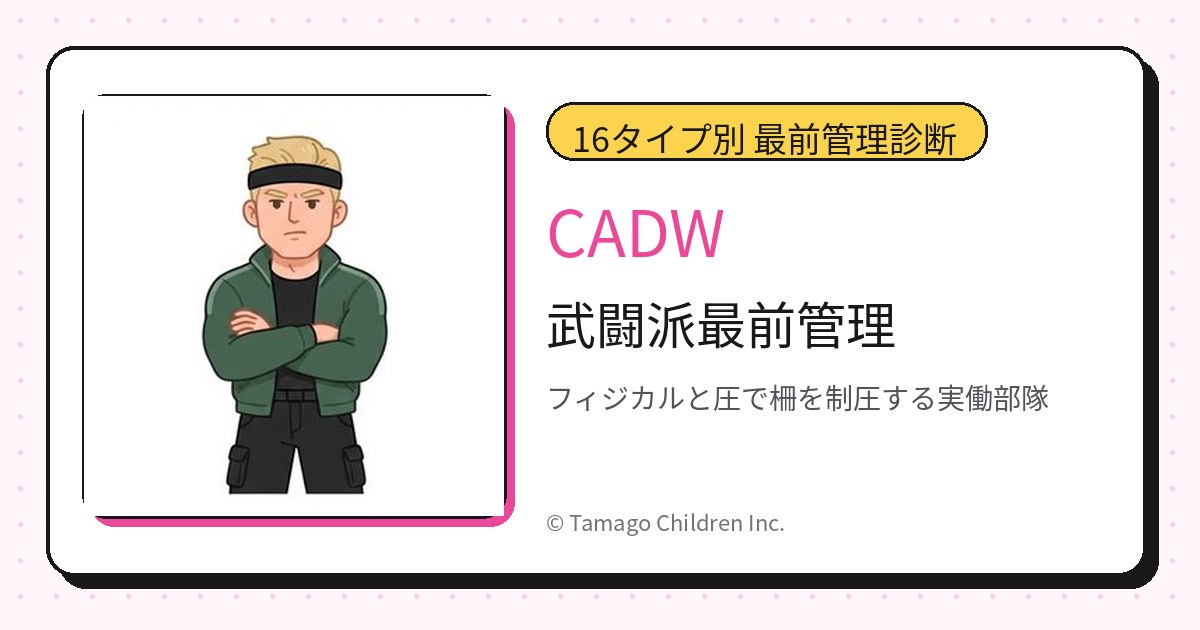 16タイプ別 最前管理診断
CADW
武闘派最前管理
フィジカルと圧で柵を制圧する実働部隊
© Tamago Children Inc.